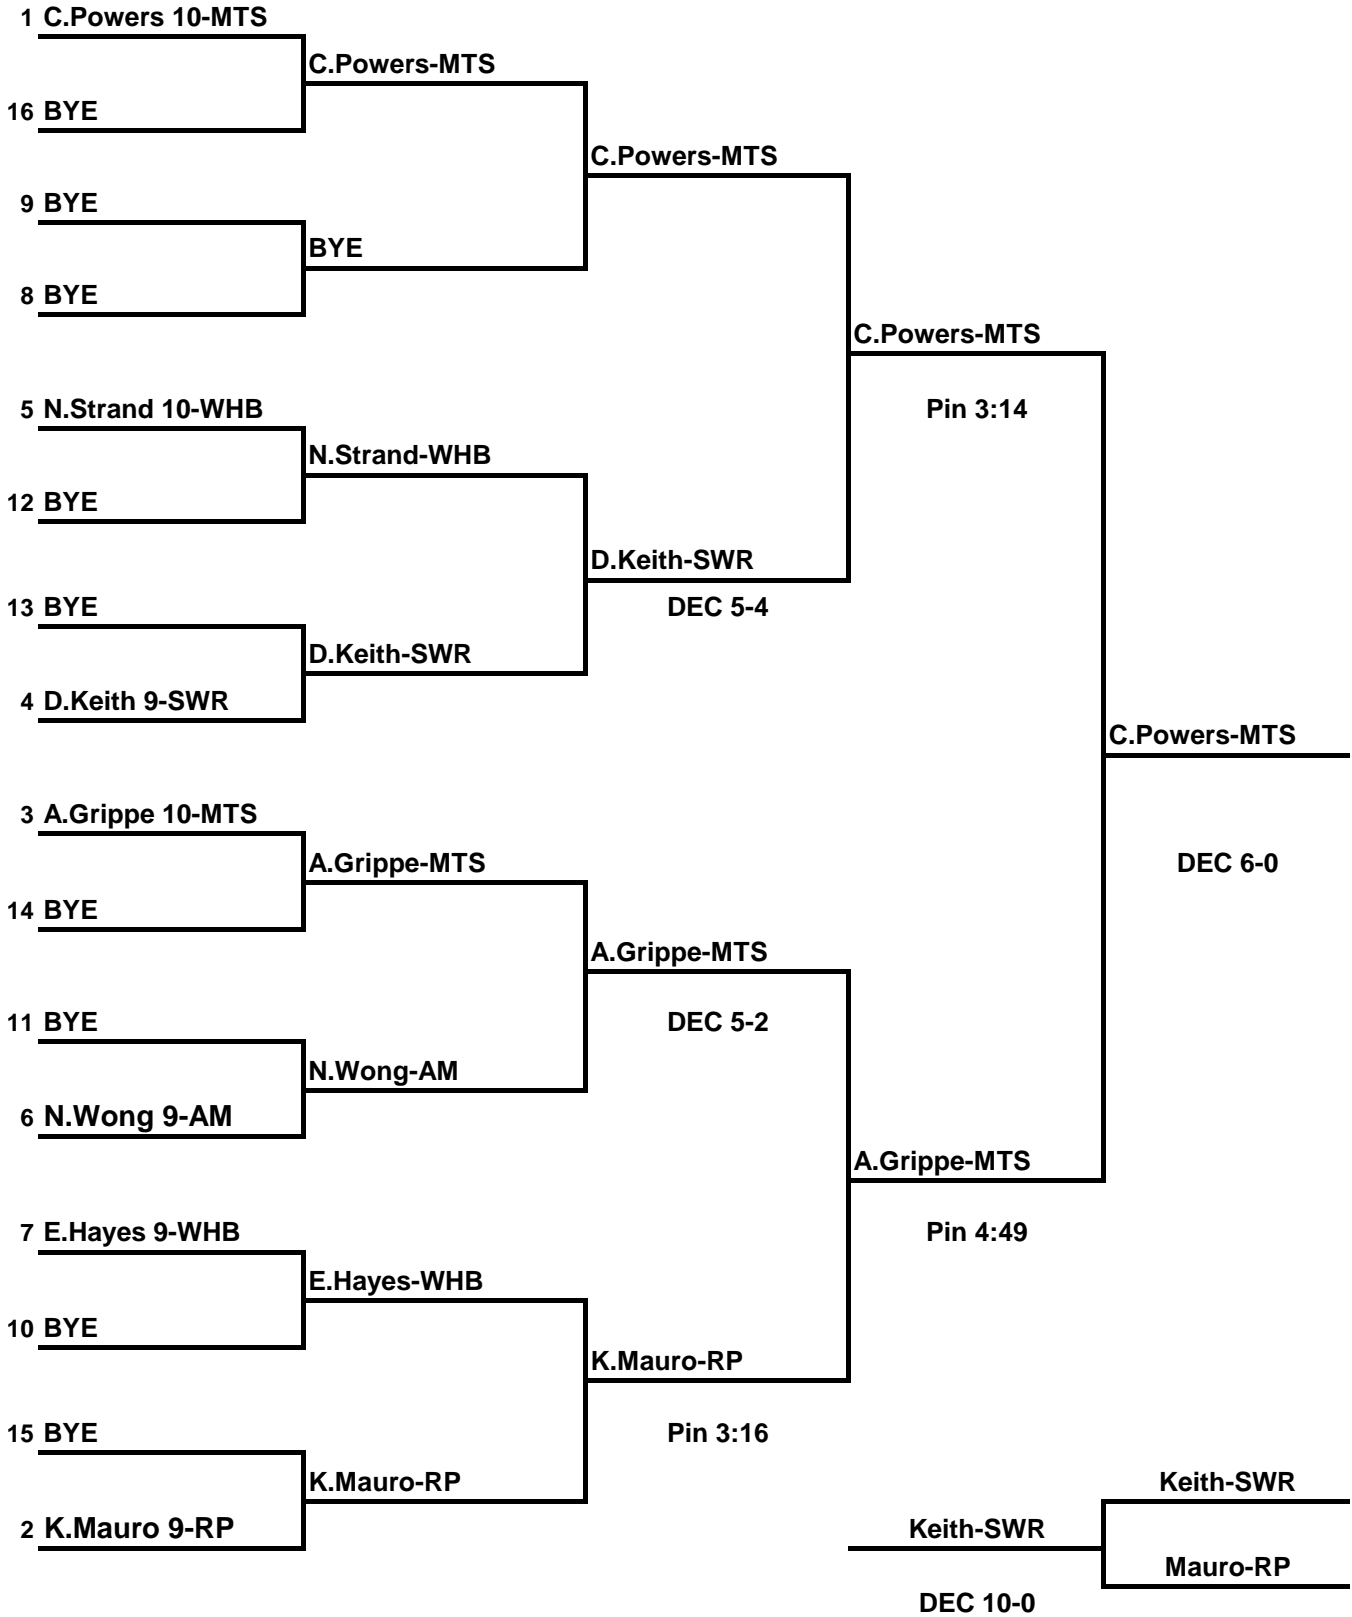 1 C.Powers 10-MTS
C.Powers-MTS
16 BYE
C.Powers-MTS
9 BYE
BYE
8 BYE
C.Powers-MTS
5 N.Strand 10-WHB
Pin 3:14
N.Strand-WHB
12 BYE
D.Keith-SWR
13 BYE
DEC 5-4
D.Keith-SWR
4 D.Keith 9-SWR
C.Powers-MTS
3 A.Grippe 10-MTS
A.Grippe-MTS
DEC 6-0
14 BYE
A.Grippe-MTS
11 BYE
DEC 5-2
N.Wong-AM
6 N.Wong 9-AM
A.Grippe-MTS
7 E.Hayes 9-WHB
Pin 4:49
E.Hayes-WHB
10 BYE
K.Mauro-RP
15 BYE
Pin 3:16
K.Mauro-RP
Keith-SWR
2 K.Mauro 9-RP
Keith-SWR
Mauro-RP
DEC 10-0